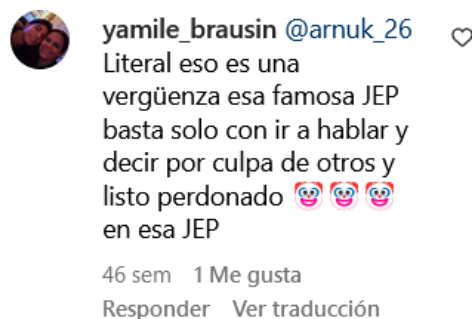 yamile_brausin @arnuk_26
Literal eso es una
vergüenza esa famosa JEP
basta solo con ir a hablar y
decir por culpa de otros y
listo perdonado 🤡🤡🤡
en esa JEP
46 sem 1 Me gusta
Responder Ver traducción